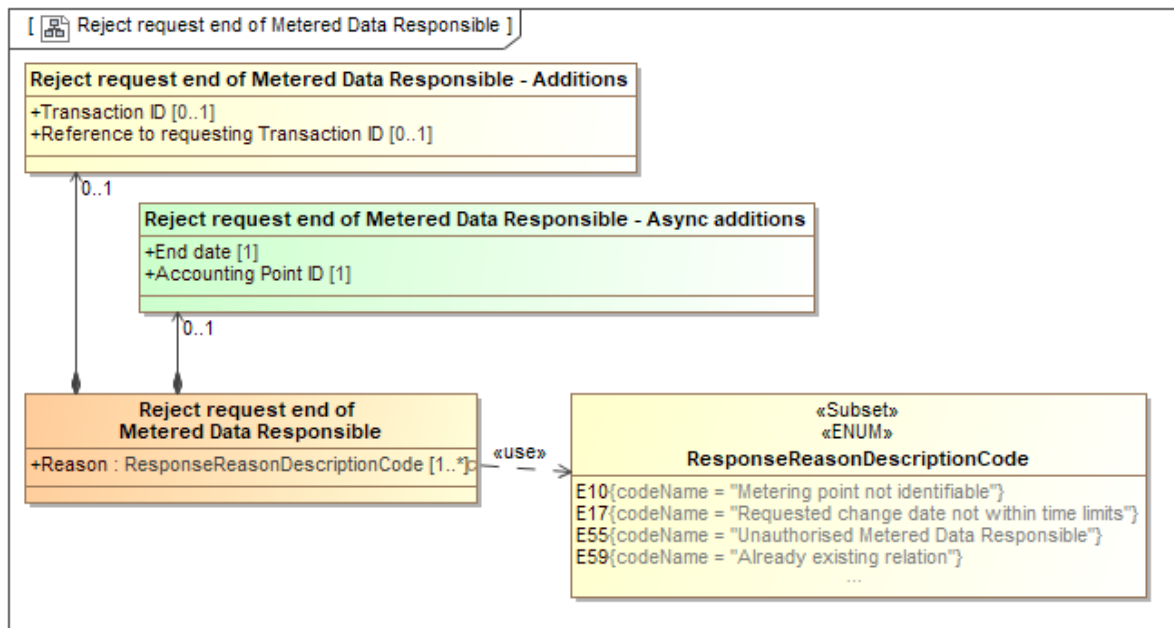 [ Reject request end of Metered Data Responsible ]
Reject request end of Metered Data Responsible - Additions
+Transaction ID [0..1]
+Reference to requesting Transaction ID [0..1]
0..1
Reject request end of Metered Data Responsible - Async additions
+End date [1]
+Accounting Point ID [1]
0..1
Reject request end of
Metered Data Responsible
+Reason : ResponseReasonDescriptionCode [1..*]
«use»
«Subset»
«ENUM»
ResponseReasonDescriptionCode
E10{codeName = "Metering point not identifiable"}
E17{codeName = "Requested change date not within time limits"}
E55{codeName = "Unauthorised Metered Data Responsible"}
E59{codeName = "Already existing relation"}
...